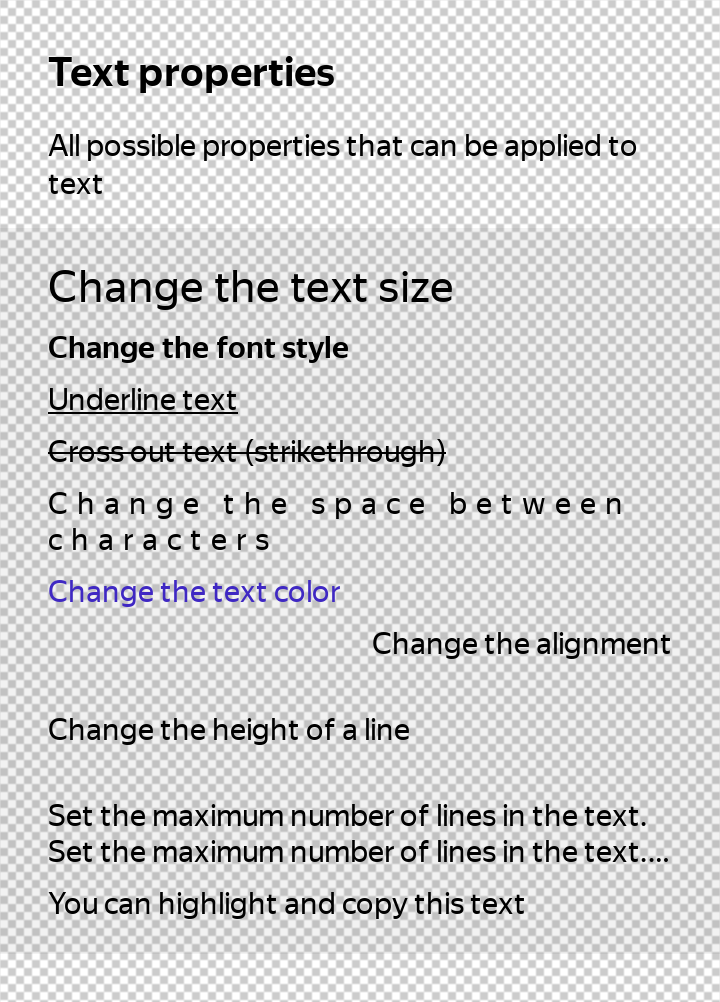 Text properties
All possible properties that can be applied to
text
Change the text size
Change the font style
Underline text
Cross out text (strikethrough)
Change the space between
characters
Change the text color
Change the alignment
Change the height of a line
Set the maximum number of lines in the text.
Set the maximum number of lines in the text....
You can highlight and copy this text